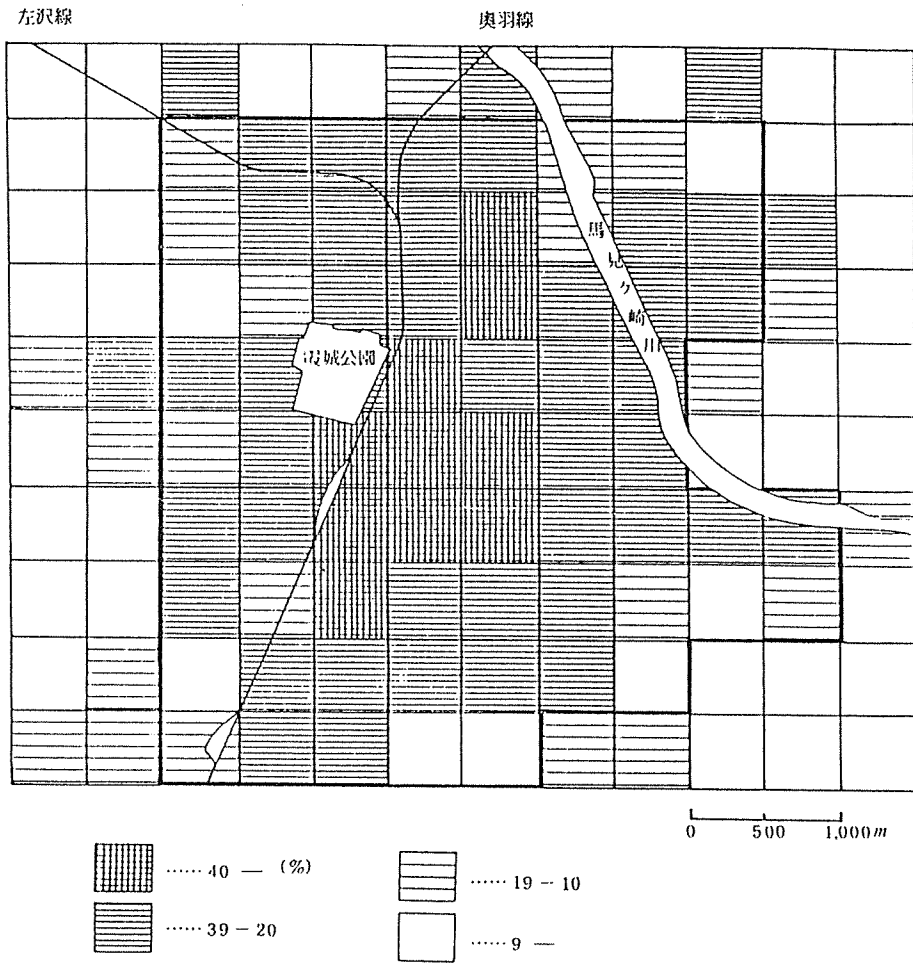 左沢線
奥羽線
馬見ケ崎川
霞城公園
0 500 1,000m
…… 40 — (%)
…… 19 − 10
…… 39 − 20
…… 9 —